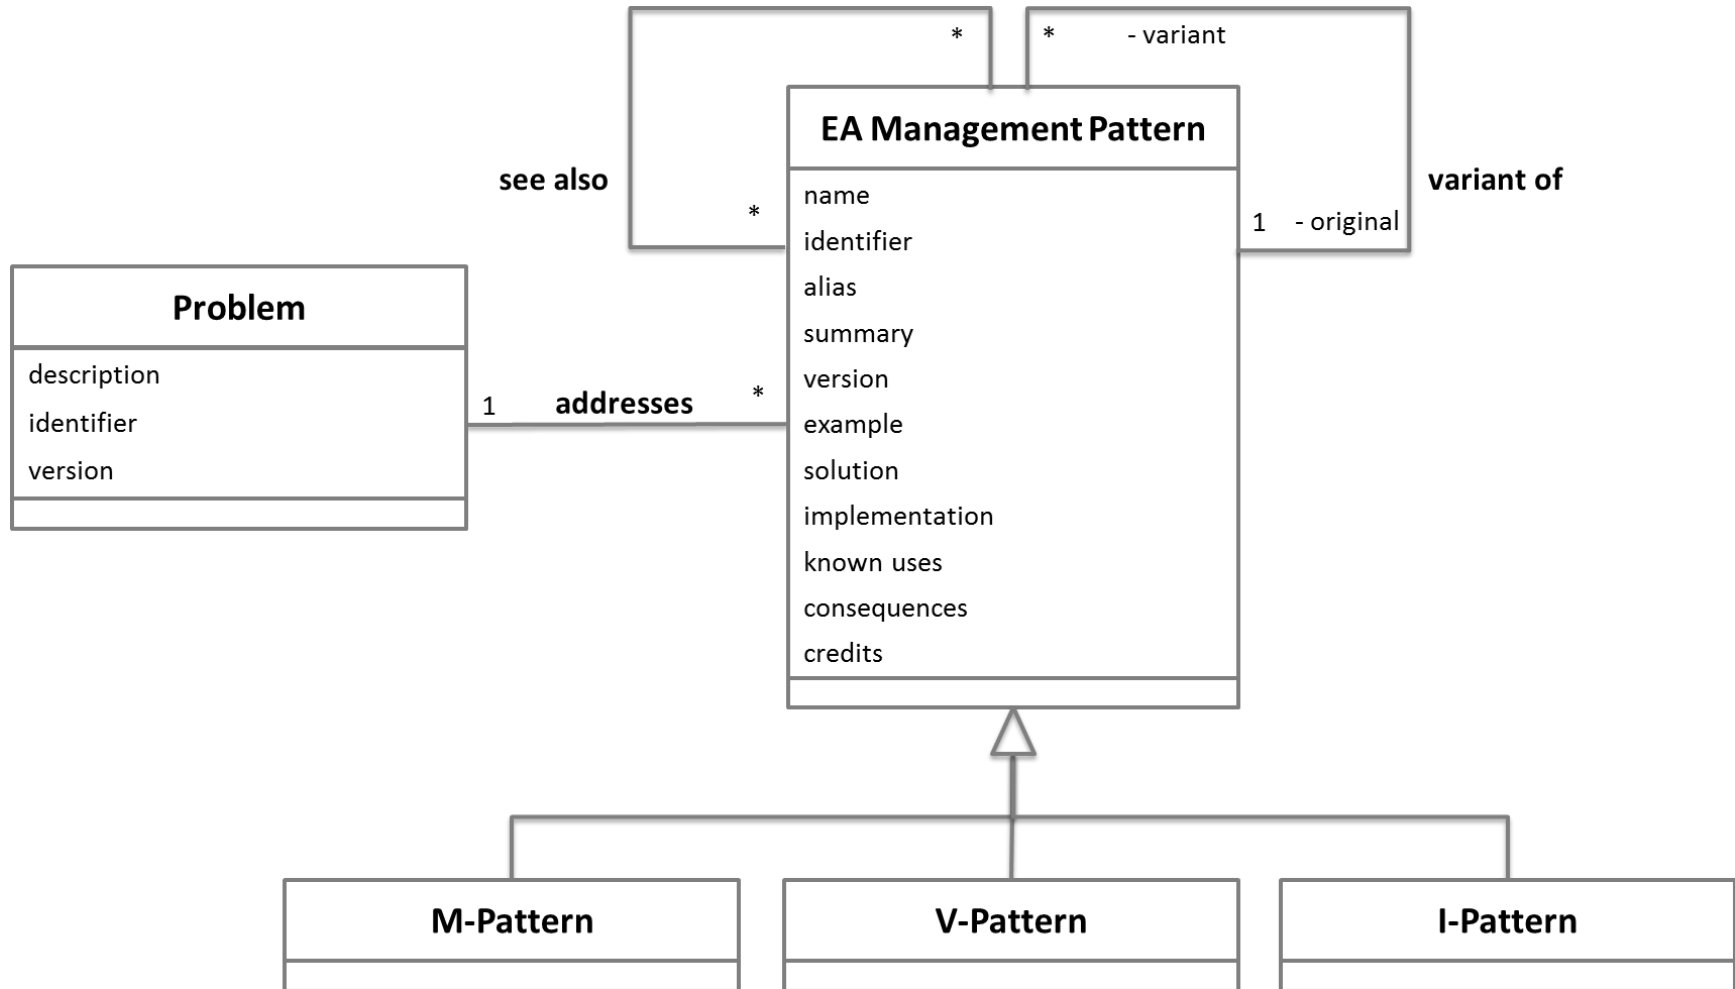 * * - variant
EA Management Pattern
see also
variant of
name
*
1 - original
identifier
alias
summary
version
example
solution
implementation
known uses
consequences
credits
Problem
description
identifier
version
1 addresses *
M-Pattern
V-Pattern
I-Pattern